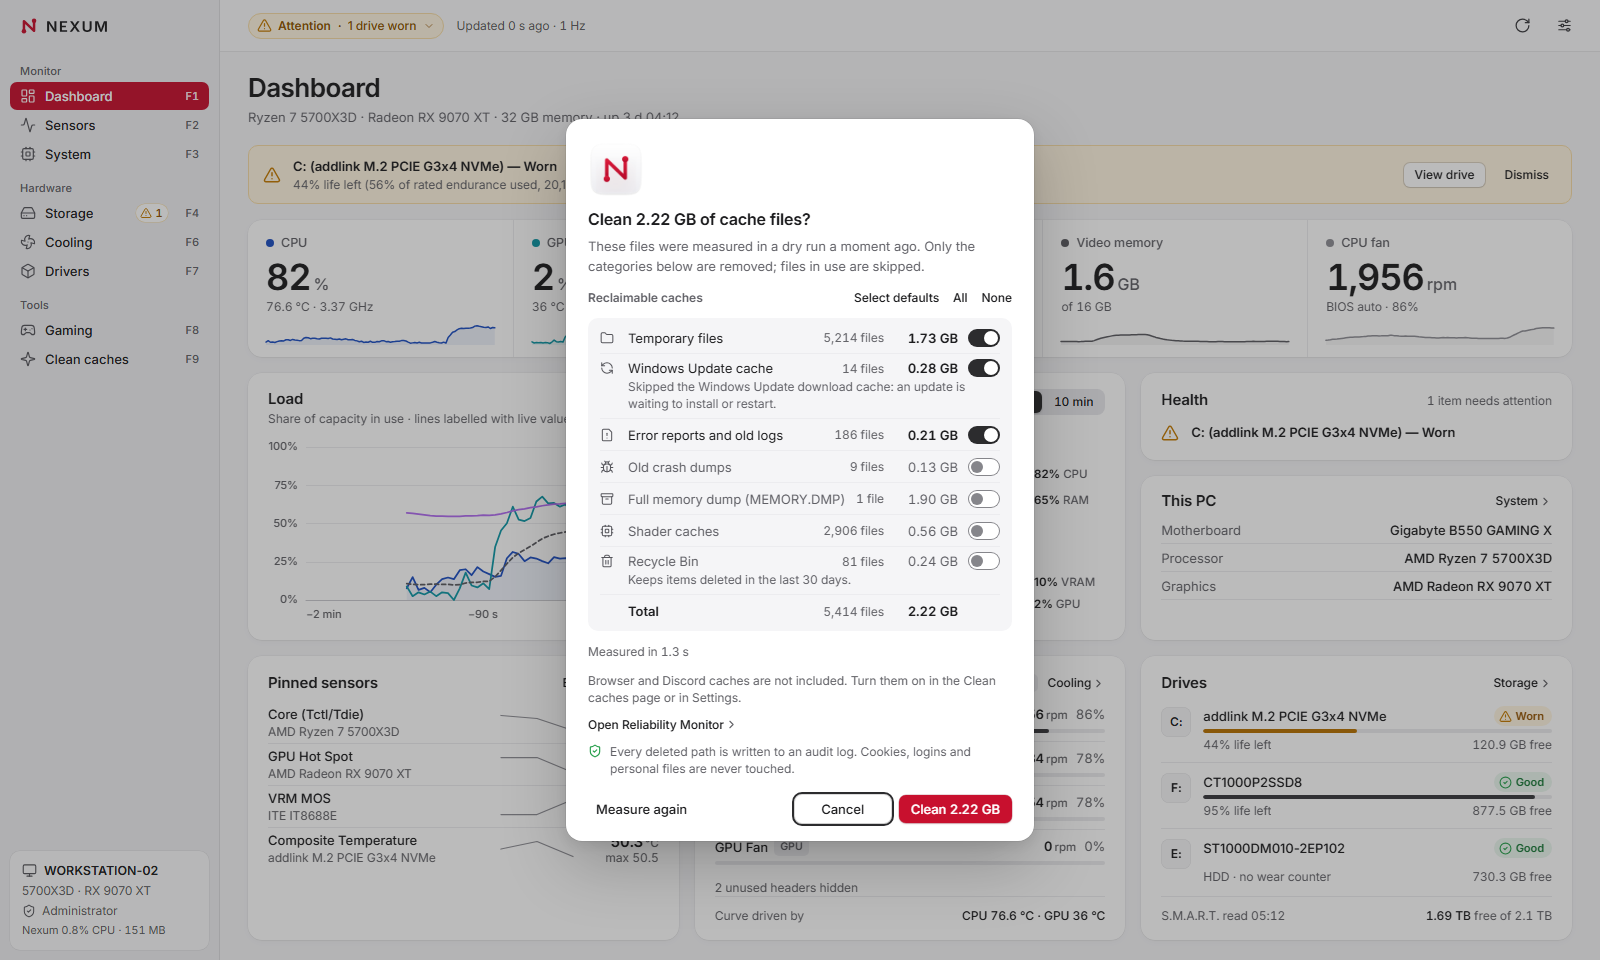 NEXUM
Attention · 1 drive worn
Updated 0 s ago · 1 Hz
Monitor
Dashboard F1
Sensors F2
System F3
Hardware
Storage 1 F4
Cooling F6
Drivers F7
Tools
Gaming F8
Clean caches F9
WORKSTATION-02
5700X3D · RX 9070 XT
Administrator
Nexum 0.8% CPU · 151 MB
Dashboard
Ryzen 7 5700X3D · Radeon RX 9070 XT · 32 GB memory · up 3 d 04:12
C: (addlink M.2 PCIE G3x4 NVMe) — Worn
44% life left (56% of rated endurance used, 20,1
View drive
Dismiss
CPU
82 %
76.6 °C · 3.37 GHz
GPU
2 %
36 °C
Video memory
1.6 GB
of 16 GB
CPU fan
1,956 rpm
BIOS auto · 86%
Load
Share of capacity in use · lines labelled with live value
10 min
100%
75%
50%
25%
0%
−2 min
−90 s
82% CPU
65% RAM
10% VRAM
2% GPU
Health
1 item needs attention
C: (addlink M.2 PCIE G3x4 NVMe) — Worn
This PC
System
Motherboard Gigabyte B550 GAMING X
Processor AMD Ryzen 7 5700X3D
Graphics AMD Radeon RX 9070 XT
Pinned sensors
Core (Tctl/Tdie)
AMD Ryzen 7 5700X3D
GPU Hot Spot
AMD Radeon RX 9070 XT
VRM MOS
ITE IT8688E
Composite Temperature
addlink M.2 PCIE G3x4 NVMe
50.3 °C
max 50.5
Cooling
6 rpm 86%
4 rpm 78%
4 rpm 78%
GPU Fan GPU 0 rpm 0%
2 unused headers hidden
Curve driven by CPU 76.6 °C · GPU 36 °C
Drives
Storage
C: addlink M.2 PCIE G3x4 NVMe Worn
44% life left 120.9 GB free
F: CT1000P2SSD8 Good
95% life left 877.5 GB free
E: ST1000DM010-2EP102 Good
HDD · no wear counter 730.3 GB free
S.M.A.R.T. read 05:12 1.69 TB free of 2.1 TB
Clean 2.22 GB of cache files?
These files were measured in a dry run a moment ago. Only the
categories below are removed; files in use are skipped.
Reclaimable caches Select defaults All None
Temporary files 5,214 files 1.73 GB
Windows Update cache 14 files 0.28 GB
Skipped the Windows Update download cache: an update is
waiting to install or restart.
Error reports and old logs 186 files 0.21 GB
Old crash dumps 9 files 0.13 GB
Full memory dump (MEMORY.DMP) 1 file 1.90 GB
Shader caches 2,906 files 0.56 GB
Recycle Bin 81 files 0.24 GB
Keeps items deleted in the last 30 days.
Total 5,414 files 2.22 GB
Measured in 1.3 s
Browser and Discord caches are not included. Turn them on in the Clean
caches page or in Settings.
Open Reliability Monitor
Every deleted path is written to an audit log. Cookies, logins and
personal files are never touched.
Measure again
Cancel
Clean 2.22 GB